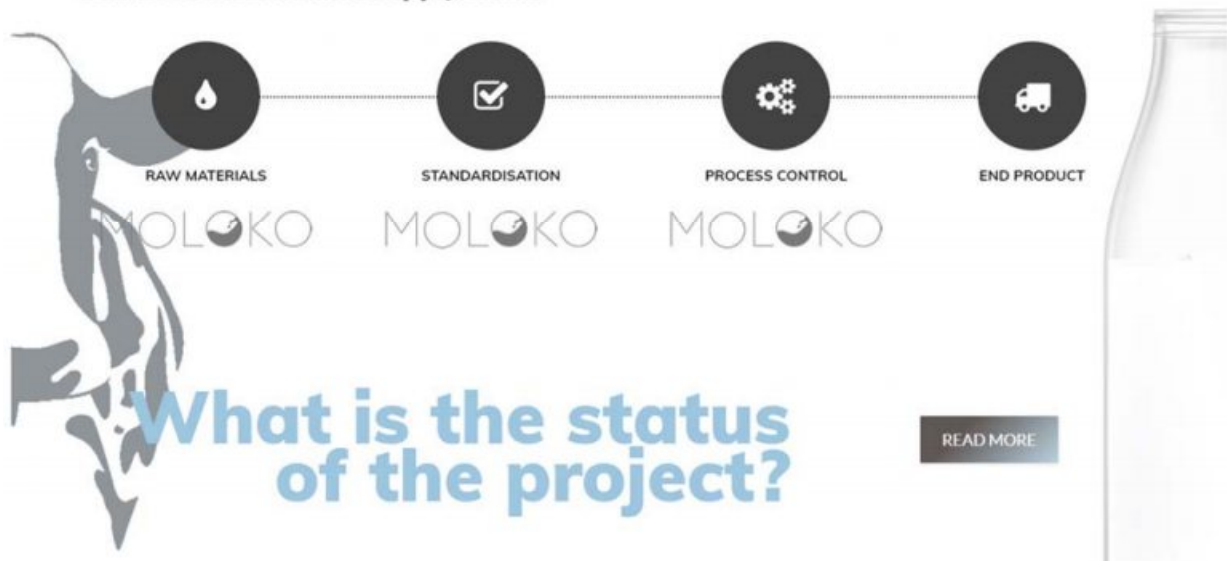 RAW MATERIALS
STANDARDISATION
PROCESS CONTROL
END PRODUCT
MOLOKO
MOLOKO
MOLOKO
What is the status
of the project?
READ MORE